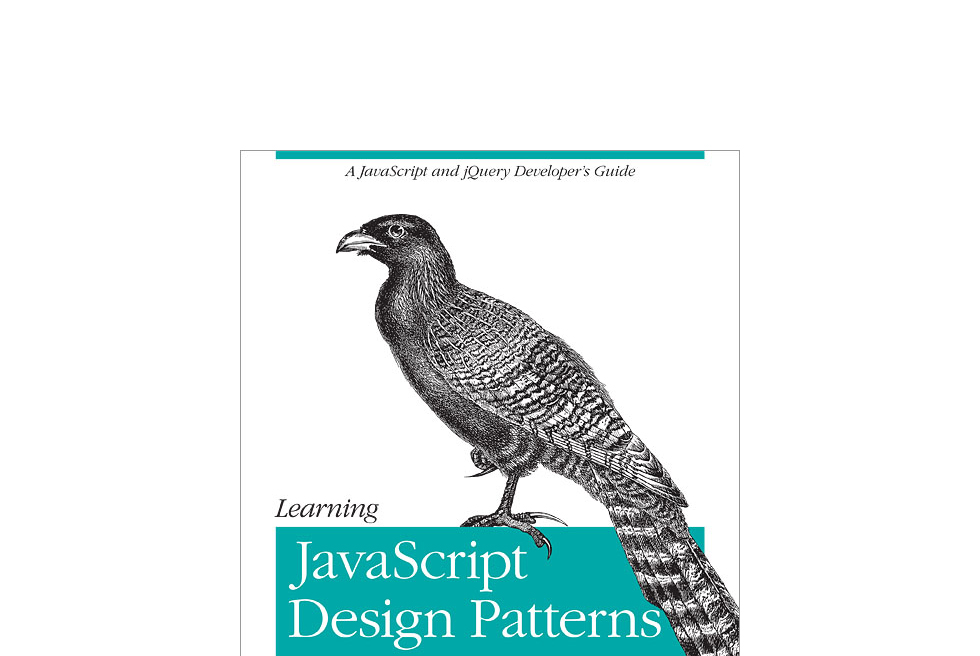 A JavaScript and jQuery Developer's Guide
Learning
JavaScript
Design Patterns